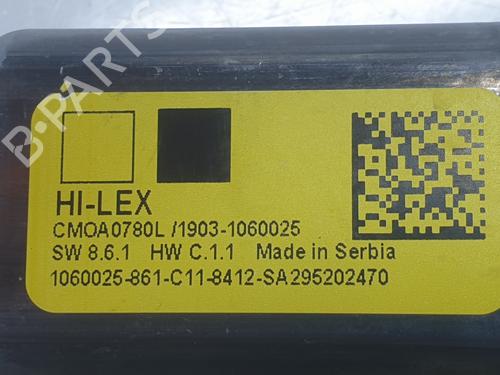 B-PARTS
HI-LEX
CMOA0780L /1903-1060025
SW 8.6.1 HW C.1.1 Made in Serbia
1060025-861-C11-8412-SA295202470